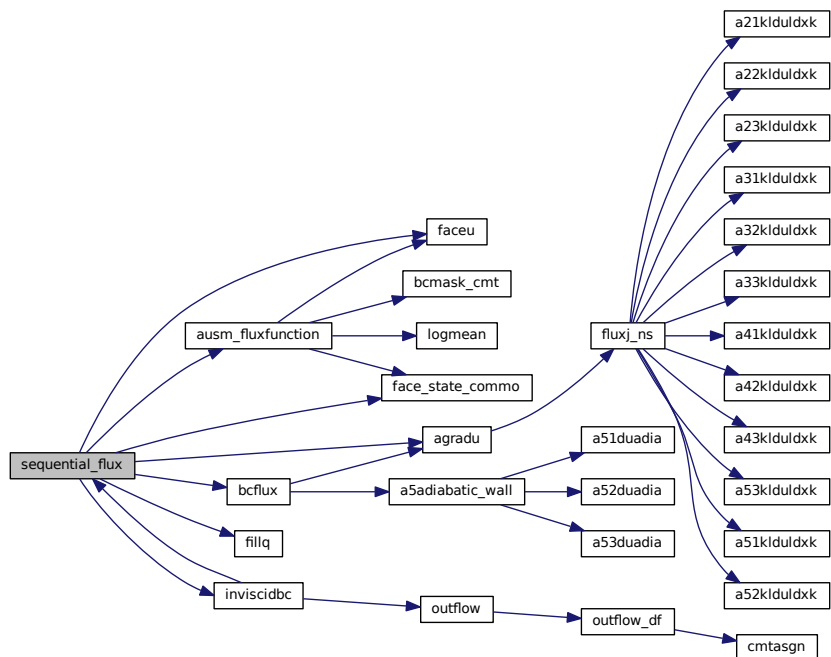 a21klduldxk
a22klduldxk
a23klduldxk
a31klduldxk
faceu
a32klduldxk
bcmask_cmt
a33klduldxk
ausm_fluxfunction
logmean
fluxj_ns
a41klduldxk
face_state_commo
a42klduldxk
agradu
a51duadia
a43klduldxk
sequential_flux
bcflux
a5adiabatic_wall
a52duadia
a53klduldxk
fillq
a53duadia
a51klduldxk
inviscidbc
outflow
outflow_df
a52klduldxk
cmtasgn